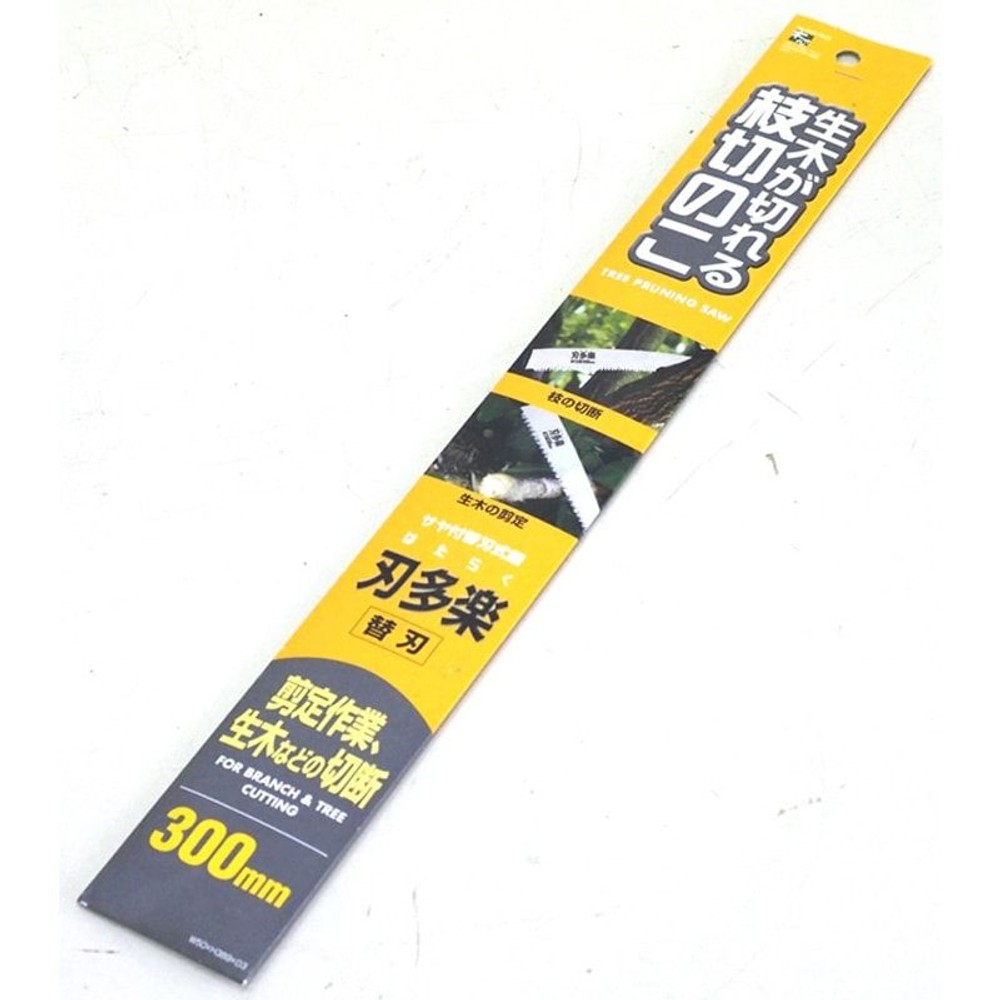 生木が切れる
枝切のこ
TREE PRUNING SAW
刃多楽
枝の切断
刃多楽
生木の剪定
サヤ付替刃式鋸
はたらく
刃多楽
替刃
剪定作業、
生木などの切断
FOR BRANCH & TREE
CUTTING
300mm